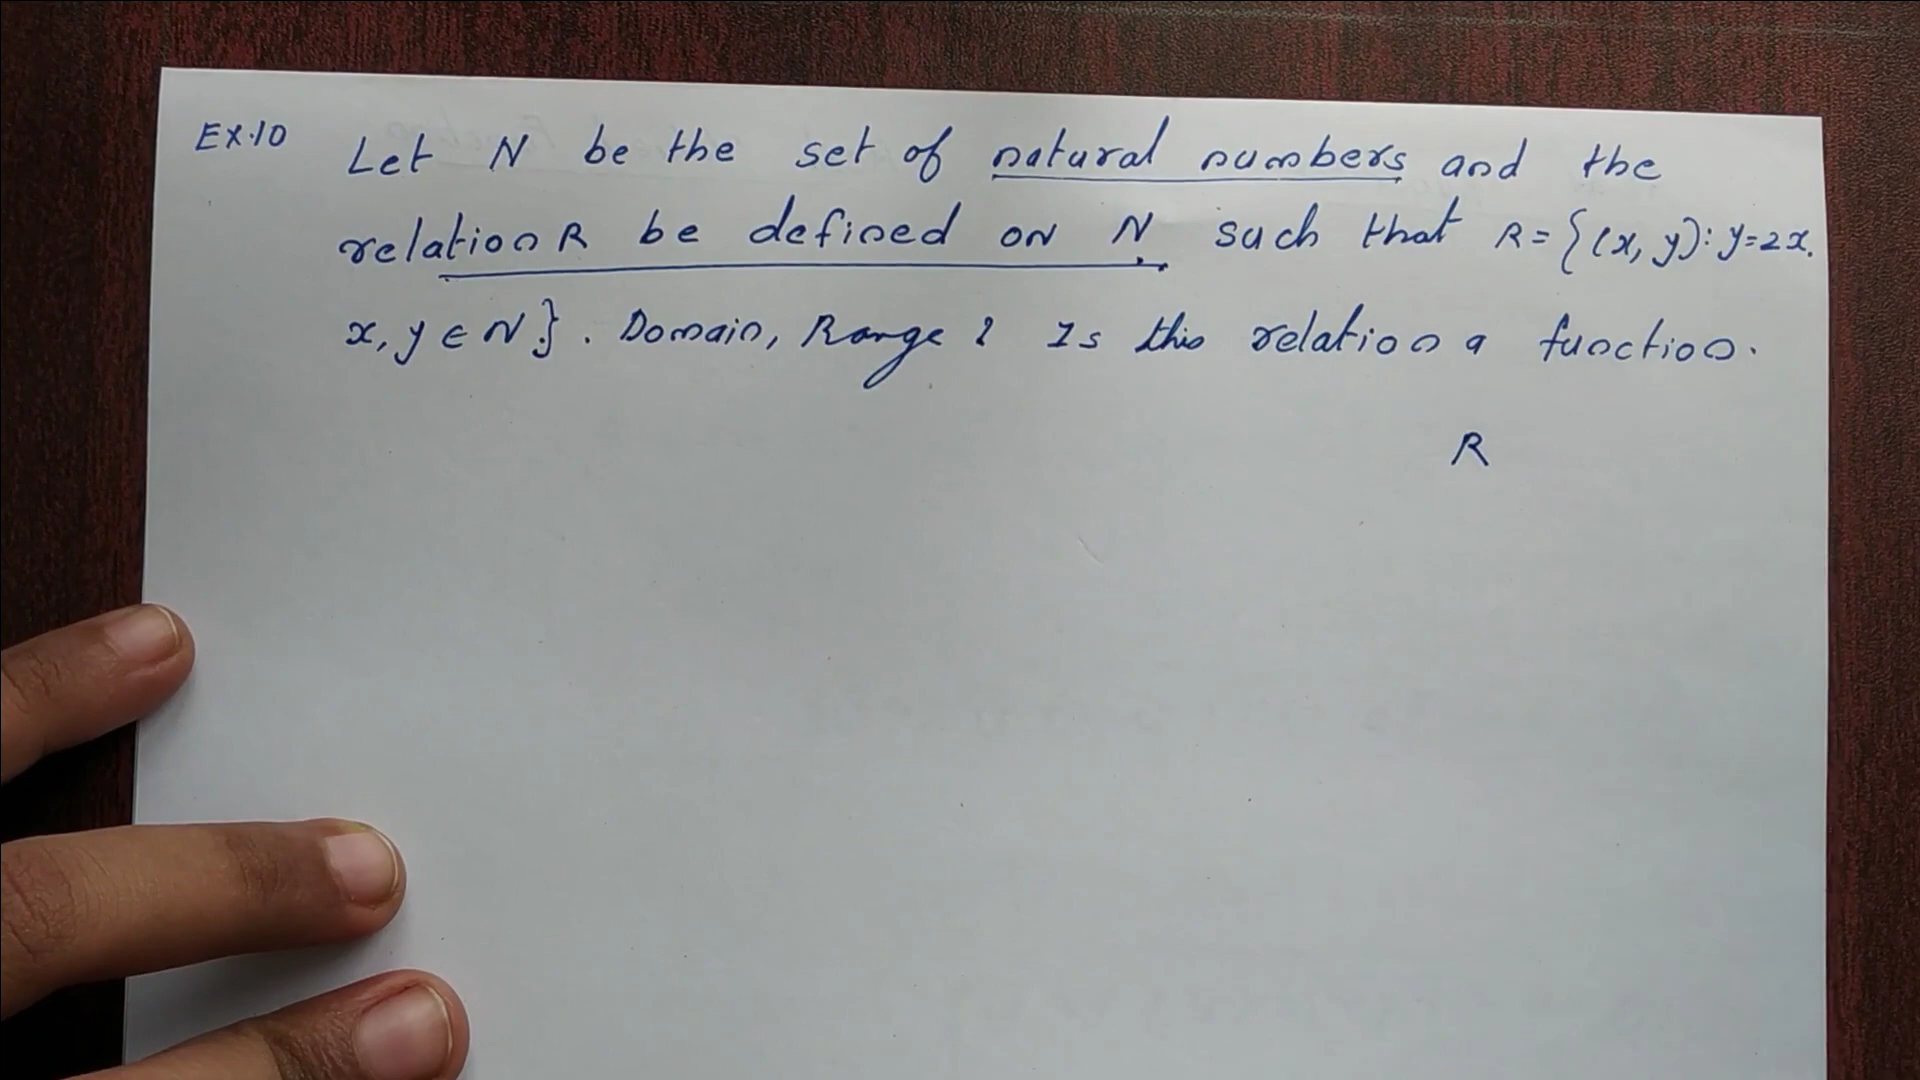 Ex.10 Let N be the set of natural numbers and the
relation R be defined on N such that R = {(x, y): y=2x,
x, y ∈ N}. Domain, Range ? Is this relation a function.
R